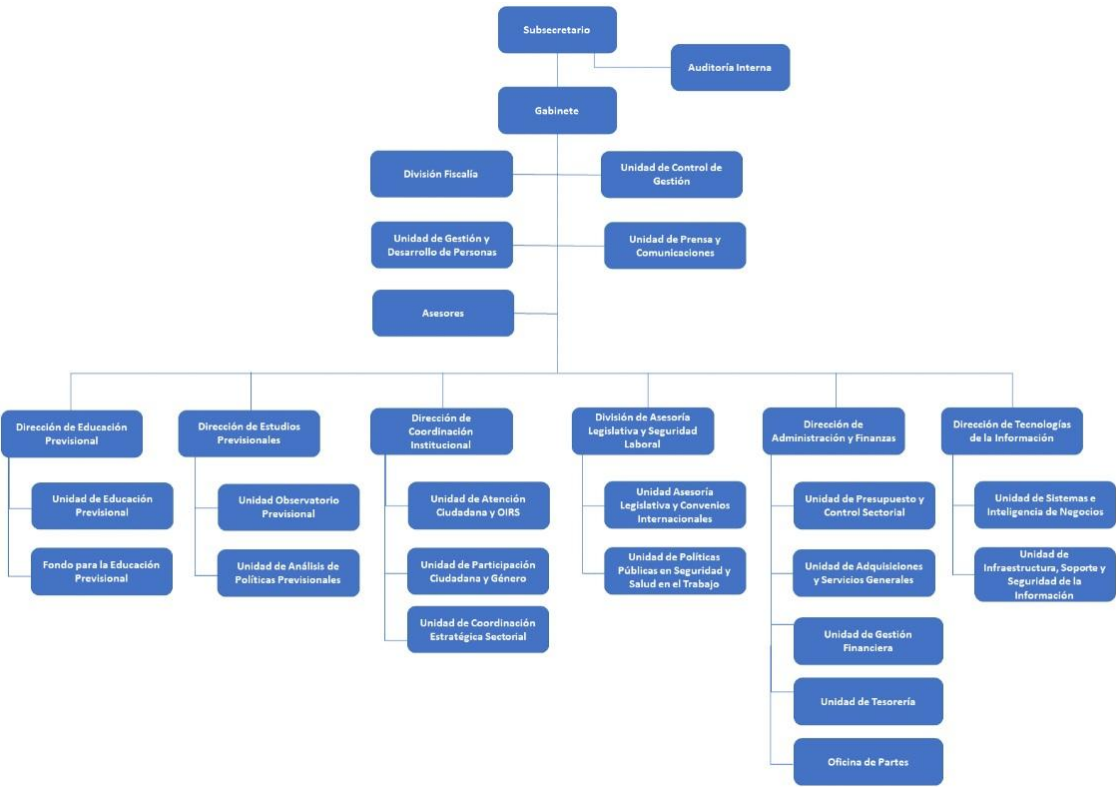 Subsecretario
Auditoría Interna
Gabinete
División Fiscalía
Unidad de Control de
Gestión
Unidad de Gestión y
Desarrollo de Personas
Unidad de Prensa y
Comunicaciones
Asesores
Dirección de Educación
Previsional
Unidad de Educación
Previsional
Fondo para la Educación
Previsional
Dirección de Estudios
Previsionales
Unidad Observatorio
Previsional
Unidad de Análisis de
Políticas Previsionales
Dirección de
Coordinación
Institucional
Unidad de Atención
Ciudadana y OIRS
Unidad de Participación
Ciudadana y Género
Unidad de Coordinación
Estratégica Sectorial
División de Asesoría
Legislativa y Seguridad
Laboral
Unidad Asesoría
Legislativa y Convenios
Internacionales
Unidad de Políticas
Públicas en Seguridad y
Salud en el Trabajo
Dirección de
Administración y Finanzas
Unidad de Presupuesto y
Control Sectorial
Unidad de Adquisiciones
y Servicios Generales
Unidad de Gestión
Financiera
Unidad de Tesorería
Oficina de Partes
Dirección de Tecnologías
de la Información
Unidad de Sistemas e
Inteligencia de Negocios
Unidad de
Infraestructura, Soporte y
Seguridad de la
Información